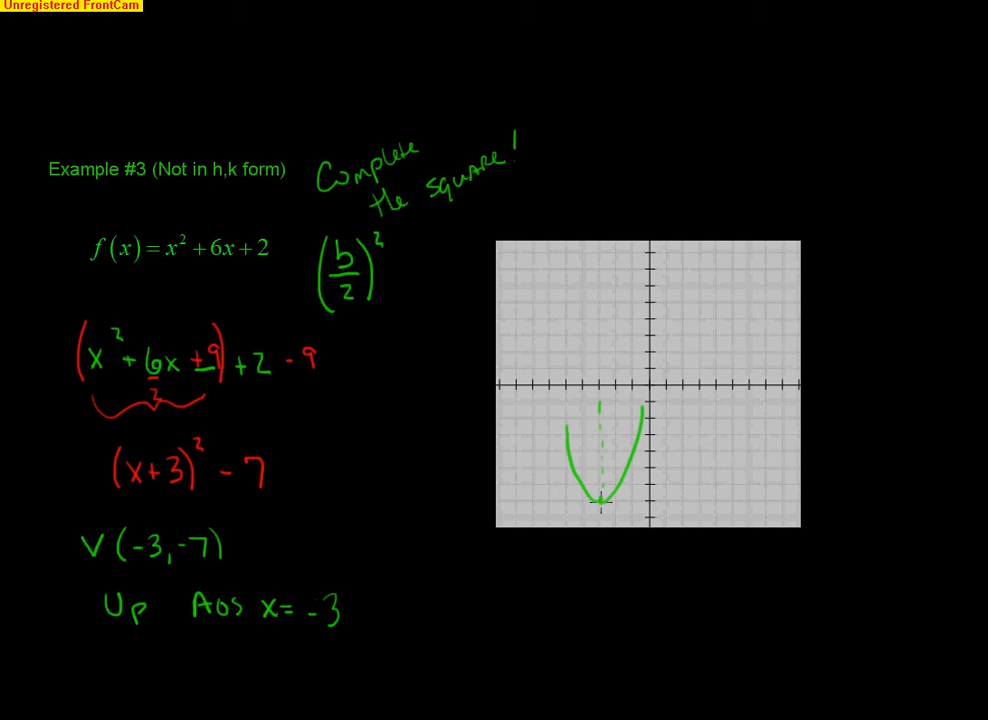 Unregistered FrontCam
Example #3 (Not in h,k form)
Complete
the square!
f(x) = x² + 6x + 2
(b/2)²
(x² + 6x + 9) + 2 - 9
2
(x + 3)² - 7
V (-3, -7)
Up AOS x = -3